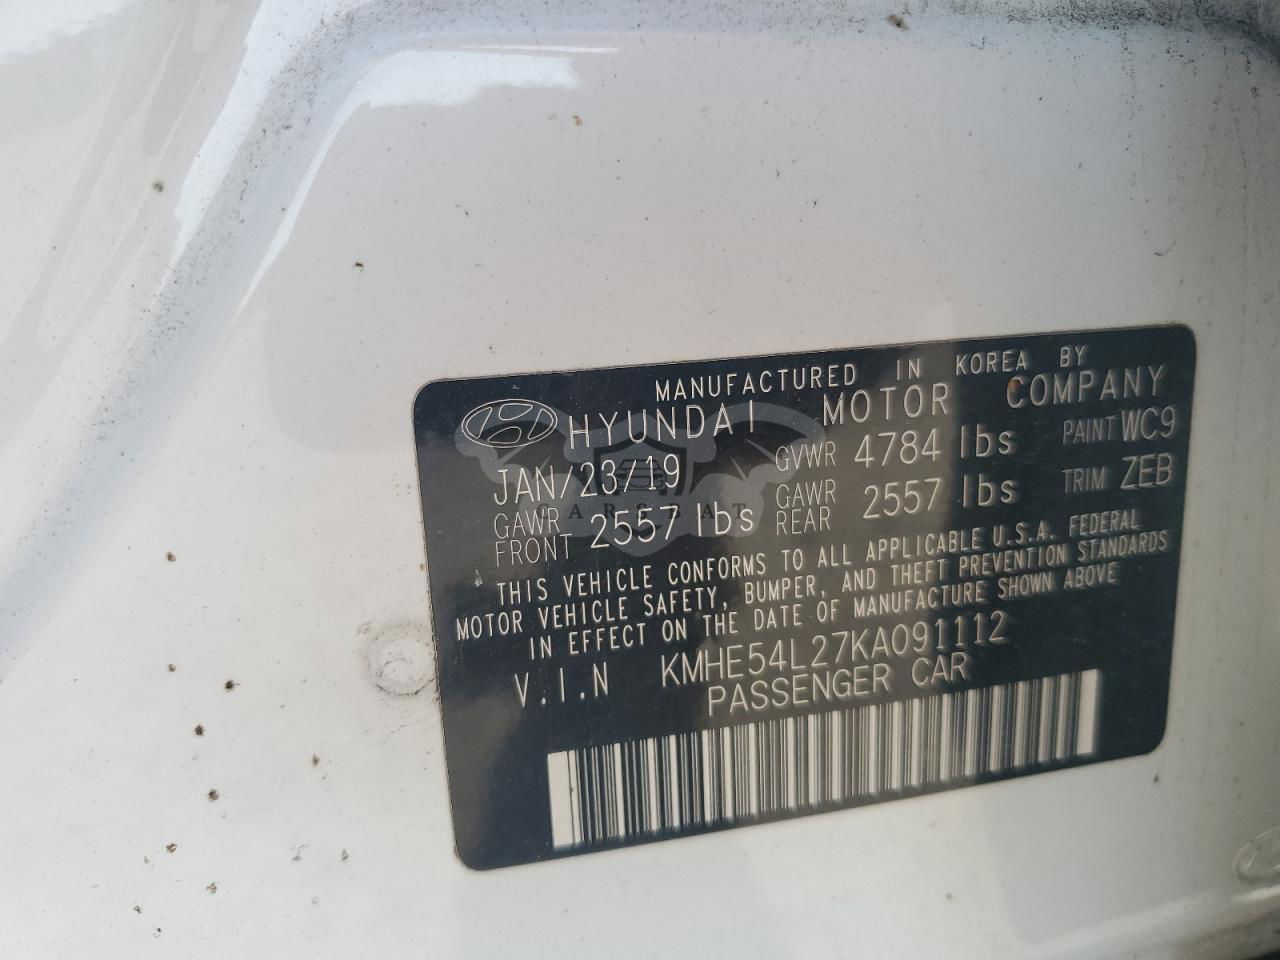 MANUFACTURED IN KOREA BY
HYUNDAI MOTOR COMPANY
JAN/23/19 GVWR 4784 lbs PAINT WC9
GAWR FRONT 2557 lbs GAWR REAR 2557 lbs TRIM ZEB
THIS VEHICLE CONFORMS TO ALL APPLICABLE U.S.A. FEDERAL
MOTOR VEHICLE SAFETY, BUMPER, AND THEFT PREVENTION STANDARDS
IN EFFECT ON THE DATE OF MANUFACTURE SHOWN ABOVE
V.I.N KMHE54L27KA091112
PASSENGER CAR
CARSBAT